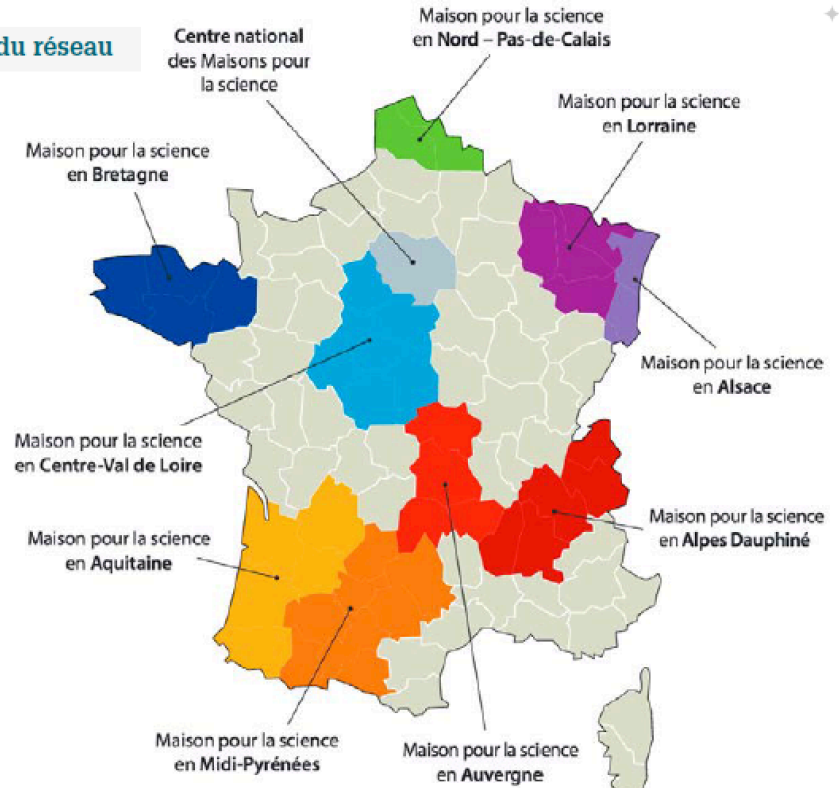 du réseau
Centre national
des Maisons pour
la science
Maison pour la science
en Nord – Pas-de-Calais
Maison pour la science
en Lorraine
Maison pour la science
en Bretagne
Maison pour la science
en Alsace
Maison pour la science
en Centre-Val de Loire
Maison pour la science
en Alpes Dauphiné
Maison pour la science
en Aquitaine
Maison pour la science
en Midi-Pyrénées
Maison pour la science
en Auvergne